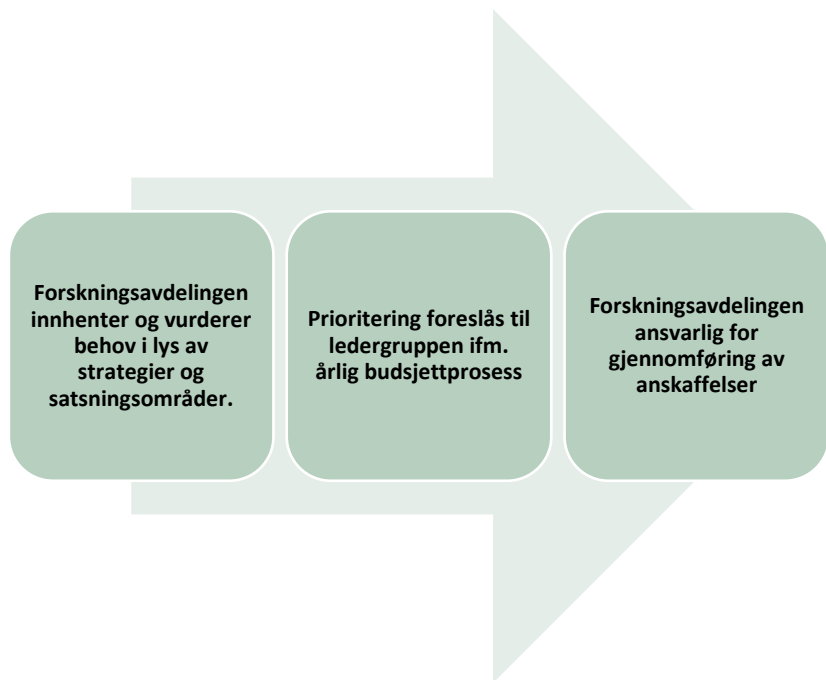 Forskningsavdelingen
innhenter og vurderer
behov i lys av
strategier og
satsningsområder.
Prioritering foreslås til
ledergruppen ifm.
årlig budsjettprosess
Forskningsavdelingen
ansvarlig for
gjennomføring av
anskaffelser